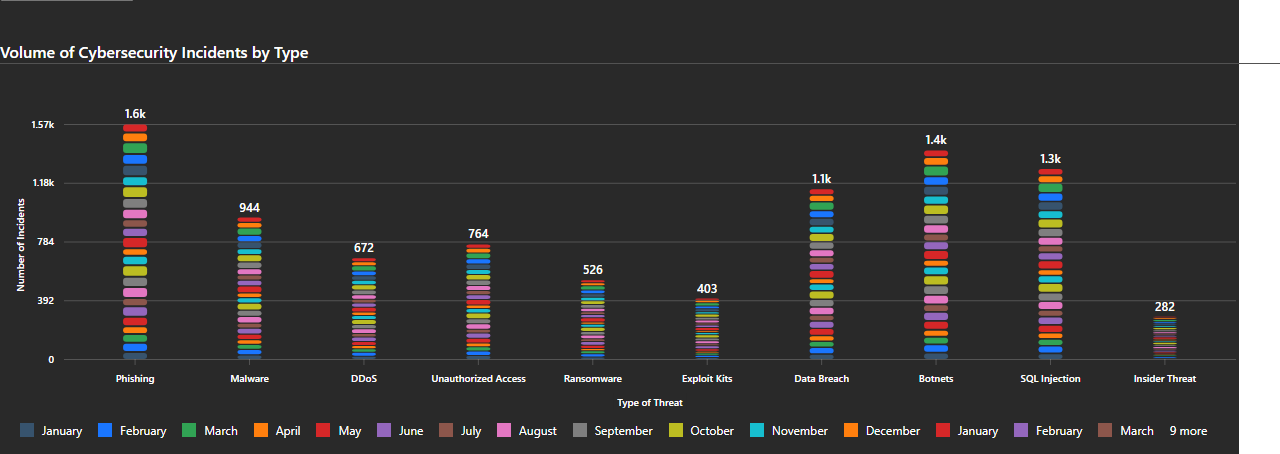 Volume of Cybersecurity Incidents by Type
1.6k
1.57k
1.4k
1.3k
1.18k
1.1k
944
784
764
672
526
403
392
282
0
Number of Incidents
Phishing Malware DDoS Unauthorized Access Ransomware Exploit Kits Data Breach Botnets SQL Injection Insider Threat
Type of Threat
January February March April May June July August September October November December January February March 9 more